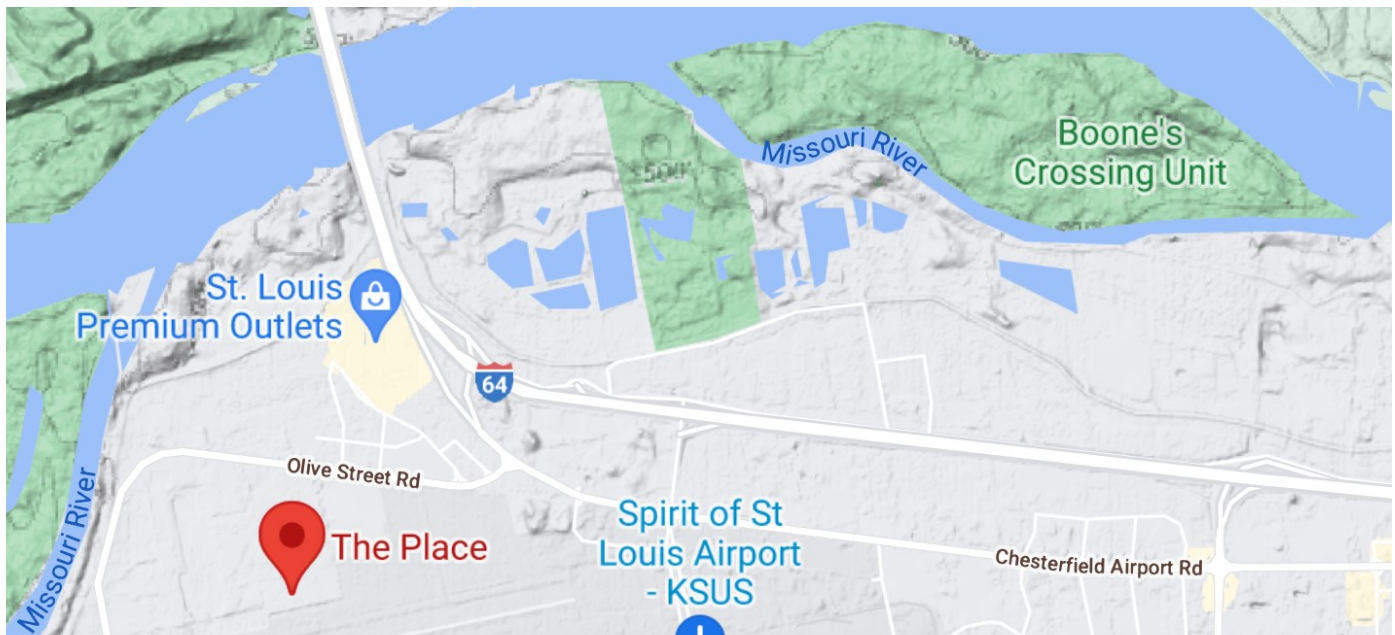 Boone's
Crossing Unit
Missouri River
500'
St. Louis
Premium Outlets
64
Olive Street Rd
Missouri River
The Place
Spirit of St
Louis Airport
- KSUS
Chesterfield Airport Rd